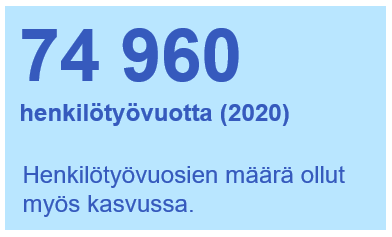 74 960
henkilötyövuotta (2020)
Henkilötyövuosien määrä ollut
myös kasvussa.